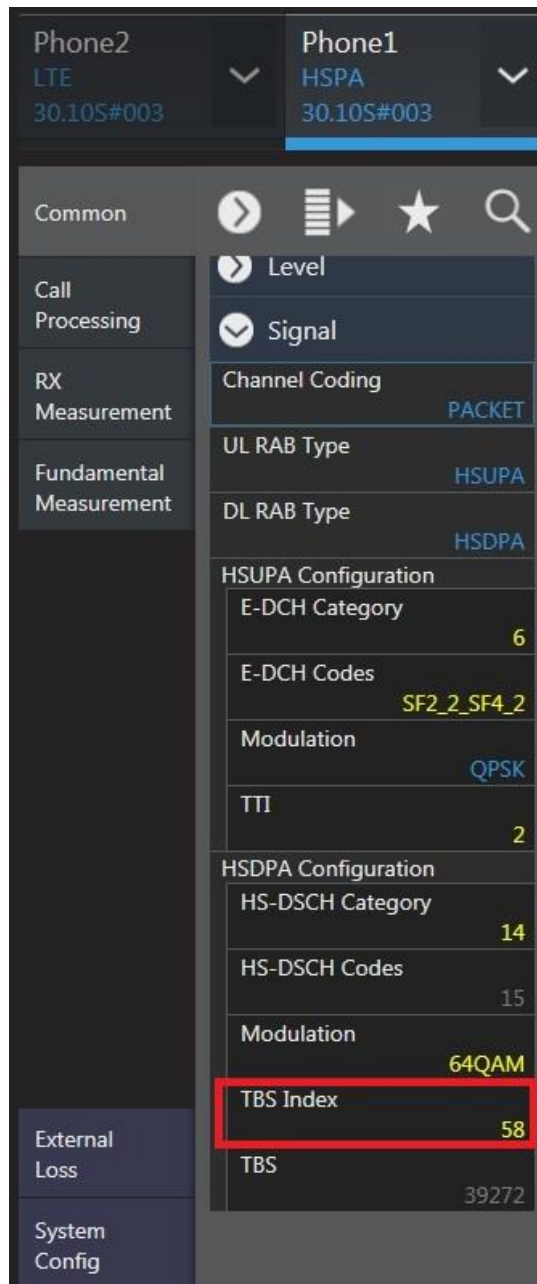 Phone2
LTE
30.10S#003
Phone1
HSPA
30.10S#003
Common
Call
Processing
RX
Measurement
Fundamental
Measurement
External
Loss
System
Config
Level
Signal
Channel Coding
PACKET
UL RAB Type
HSUPA
DL RAB Type
HSDPA
HSUPA Configuration
E-DCH Category
6
E-DCH Codes
SF2_2_SF4_2
Modulation
QPSK
TTI
2
HSDPA Configuration
HS-DSCH Category
14
HS-DSCH Codes
15
Modulation
64QAM
TBS Index
58
TBS
39272